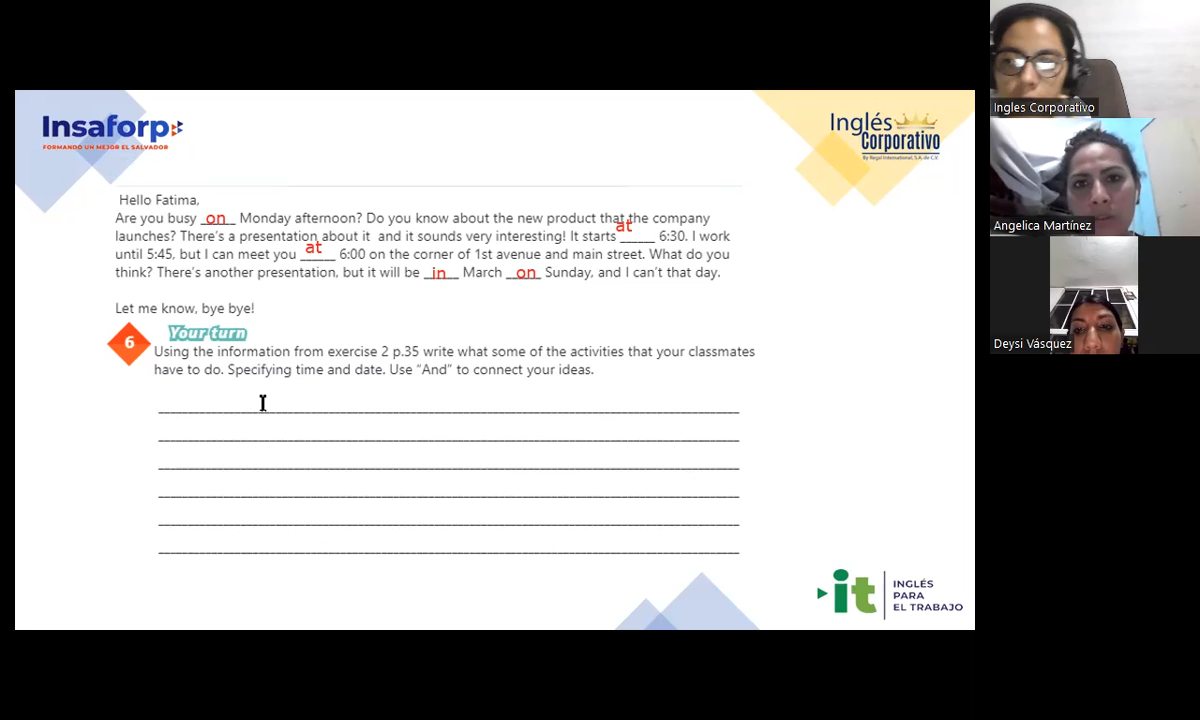 Insaforp
FORMANDO UN MEJOR EL SALVADOR
Inglés
Corporativo
By Regal International, S.A. de C.V.
Hello Fatima,
Are you busy __on__ Monday afternoon? Do you know about the new product that the company
launches? There's a presentation about it and it sounds very interesting! It starts __at__ 6:30. I work
until 5:45, but I can meet you __at__ 6:00 on the corner of 1st avenue and main street. What do you
think? There's another presentation, but it will be __in__ March __on__ Sunday, and I can't that day.
Let me know, bye bye!
6
Your turn
Using the information from exercise 2 p.35 write what some of the activities that your classmates
have to do. Specifying time and date. Use “And” to connect your ideas.
it
INGLÉS
PARA
EL TRABAJO
Ingles Corporativo
Angelica Martínez
Deysi Vásquez